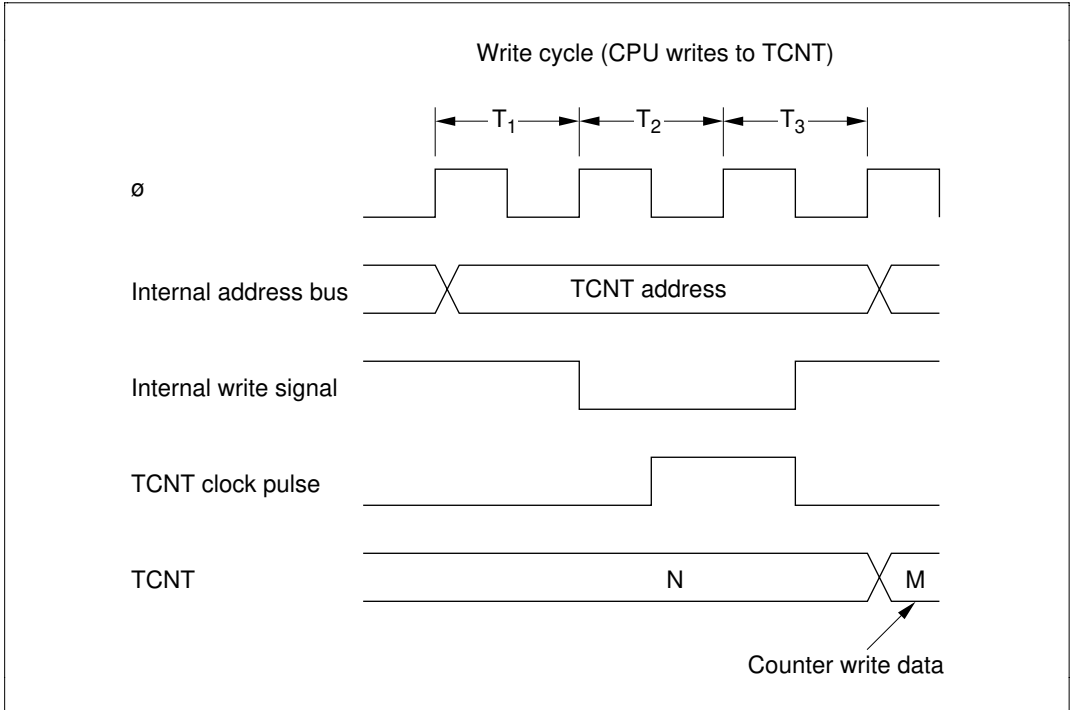 Write cycle (CPU writes to TCNT)
T₁ T₂ T₃
ø
Internal address bus TCNT address
Internal write signal
TCNT clock pulse
TCNT N M
Counter write data